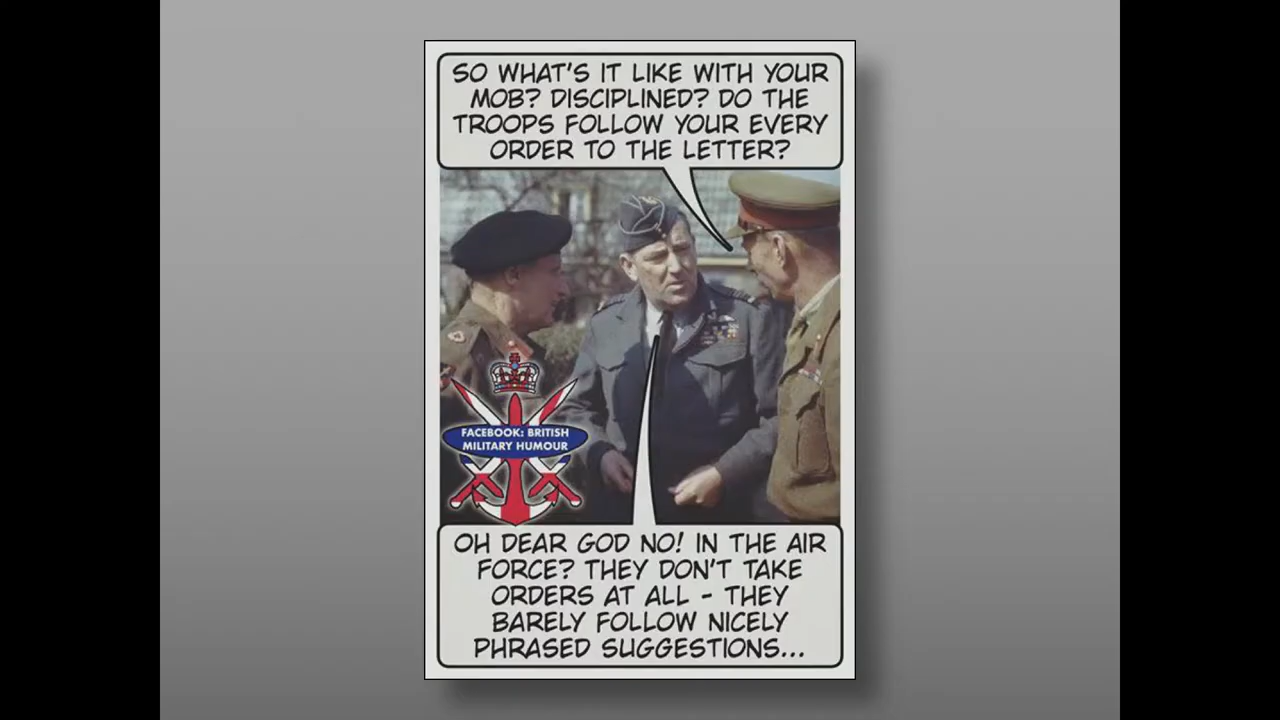 SO WHAT'S IT LIKE WITH YOUR
MOB? DISCIPLINED? DO THE
TROOPS FOLLOW YOUR EVERY
ORDER TO THE LETTER?
FACEBOOK: BRITISH
MILITARY HUMOUR
OH DEAR GOD NO! IN THE AIR
FORCE? THEY DON'T TAKE
ORDERS AT ALL - THEY
BARELY FOLLOW NICELY
PHRASED SUGGESTIONS...